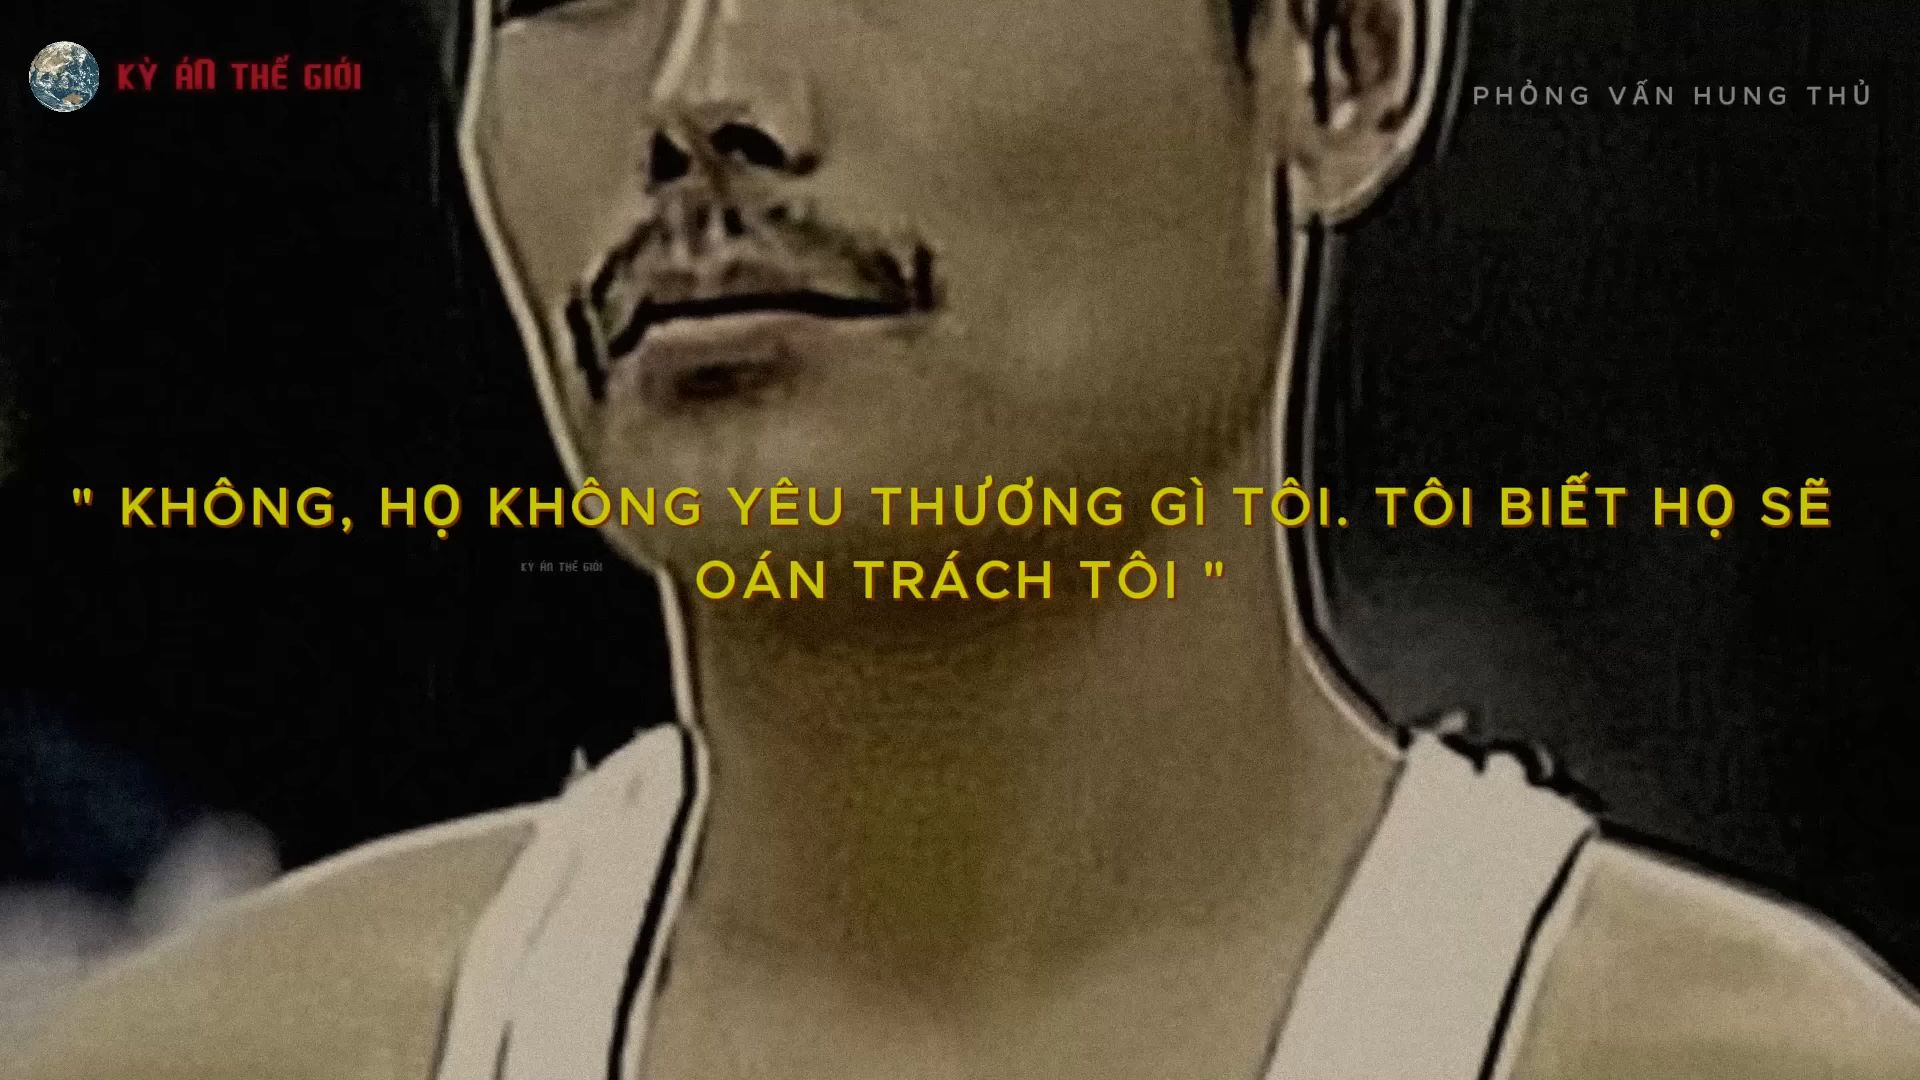 KỲ ÁN THẾ GIỚI
PHỎNG VẤN HUNG THỦ
" KHÔNG, HỌ KHÔNG YÊU THƯƠNG GÌ TÔI. TÔI BIẾT HỌ SẼ
OÁN TRÁCH TÔI "
KỲ ÁN THẾ GIỚI